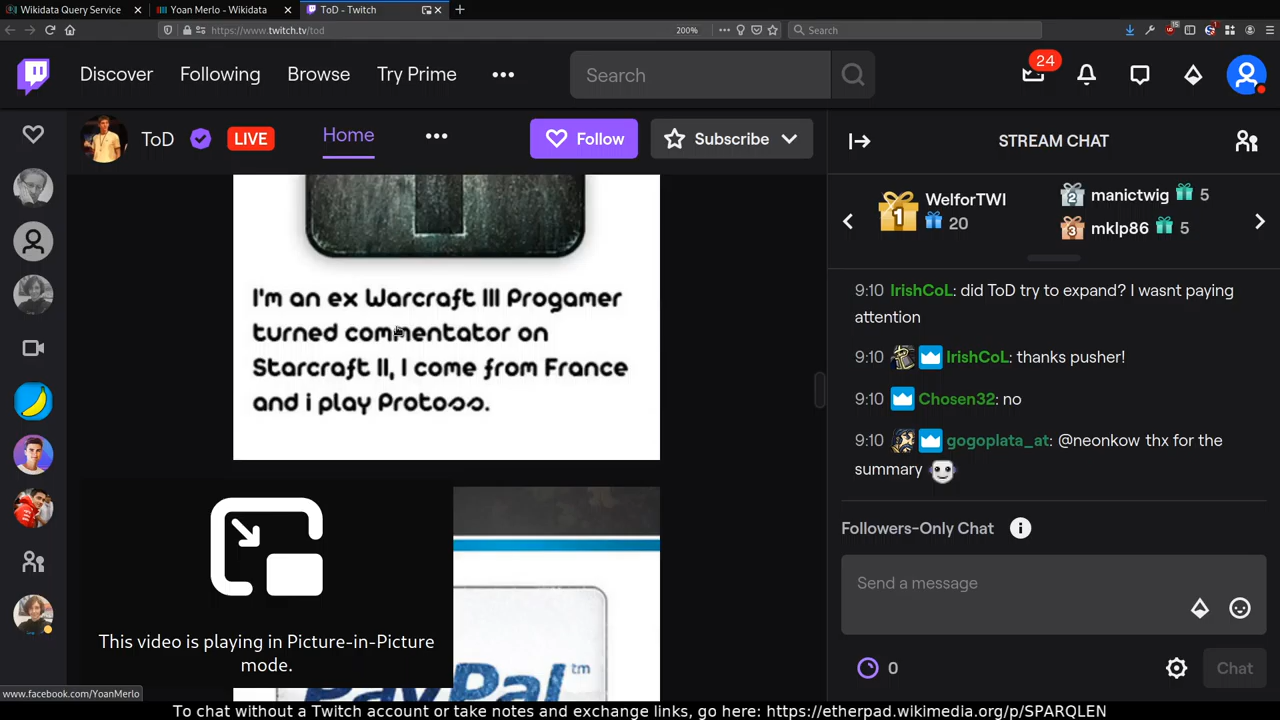 Wikidata Query Service
Yoan Merlo - Wikidata
ToD - Twitch
https://www.twitch.tv/tod
200%
Search
15
1
Discover
Following
Browse
Try Prime
Search
24
ToD
LIVE
Home
Follow
Subscribe
I'm an ex Warcraft III Progamer
turned commentator on
Starcraft II, I come from France
and i play Protoss.
This video is playing in Picture-in-Picture
mode.
PayPal™
www.facebook.com/YoanMerlo
STREAM CHAT
1
WelforTWI
20
2 manictwig 5
3 mklp86 5
9:10 IrishCoL: did ToD try to expand? I wasnt paying
attention
9:10 IrishCoL: thanks pusher!
9:10 Chosen32: no
9:10 gogoplata_at: @neonkow thx for the
summary
Followers-Only Chat
Send a message
0
Chat
To chat without a Twitch account or take notes and exchange links, go here: https://etherpad.wikimedia.org/p/SPARQLEN